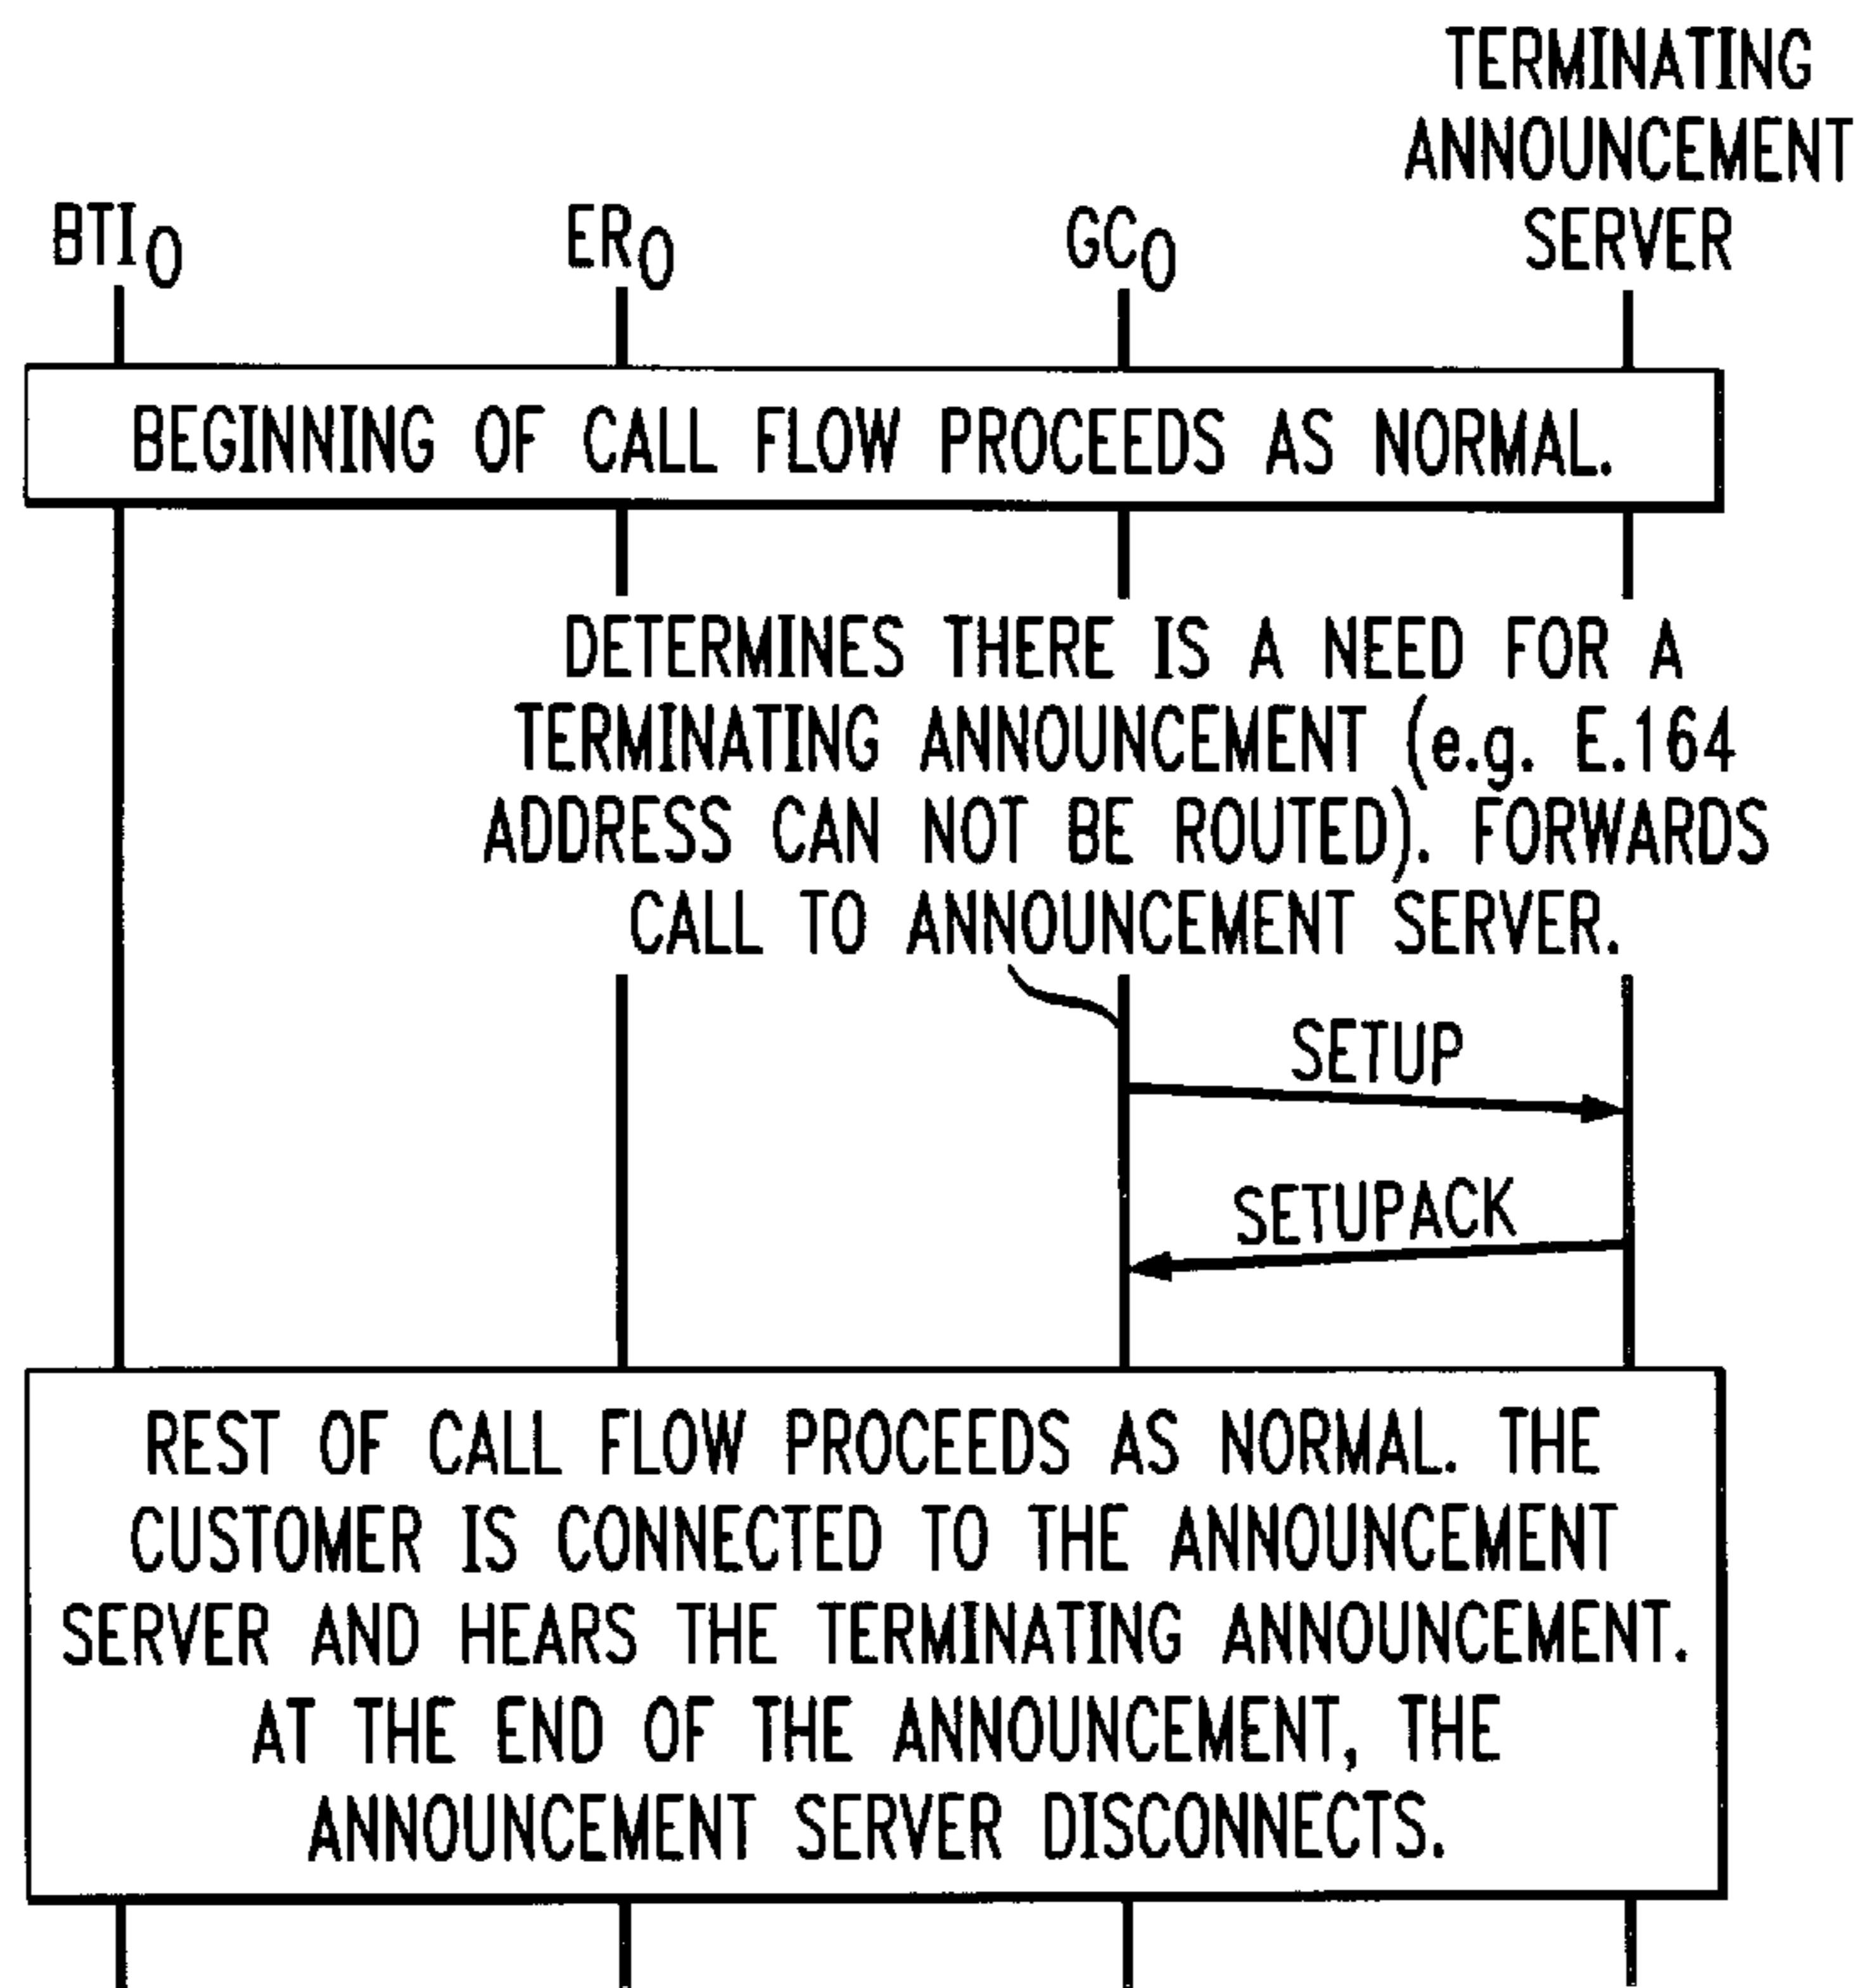 TERMINATING
ANNOUNCEMENT
SERVER
BTIO
ERO
GCO
BEGINNING OF CALL FLOW PROCEEDS AS NORMAL.
DETERMINES THERE IS A NEED FOR A
TERMINATING ANNOUNCEMENT (e.g. E.164
ADDRESS CAN NOT BE ROUTED). FORWARDS
CALL TO ANNOUNCEMENT SERVER.
SETUP
SETUPACK
REST OF CALL FLOW PROCEEDS AS NORMAL. THE
CUSTOMER IS CONNECTED TO THE ANNOUNCEMENT
SERVER AND HEARS THE TERMINATING ANNOUNCEMENT.
AT THE END OF THE ANNOUNCEMENT, THE
ANNOUNCEMENT SERVER DISCONNECTS.